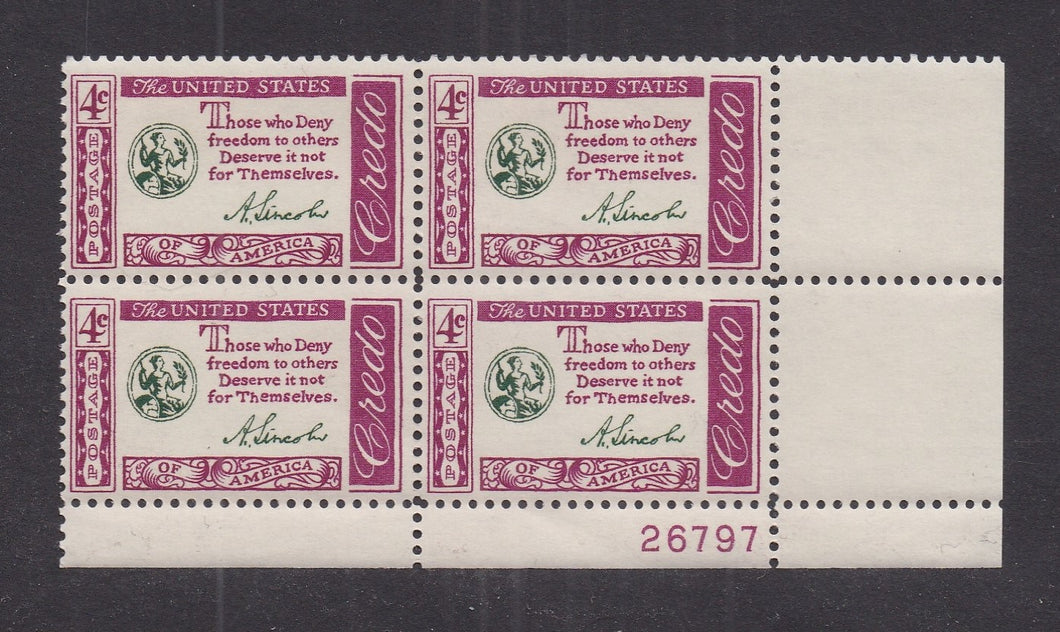 4¢ The UNITED STATES
Those who Deny
freedom to others
Deserve it not
for Themselves.
A. Lincoln
POSTAGE
OF AMERICA
Credo
4¢ The UNITED STATES
Those who Deny
freedom to others
Deserve it not
for Themselves.
A. Lincoln
POSTAGE
OF AMERICA
Credo
4¢ The UNITED STATES
Those who Deny
freedom to others
Deserve it not
for Themselves.
A. Lincoln
POSTAGE
OF AMERICA
Credo
4¢ The UNITED STATES
Those who Deny
freedom to others
Deserve it not
for Themselves.
A. Lincoln
POSTAGE
OF AMERICA
Credo
26797